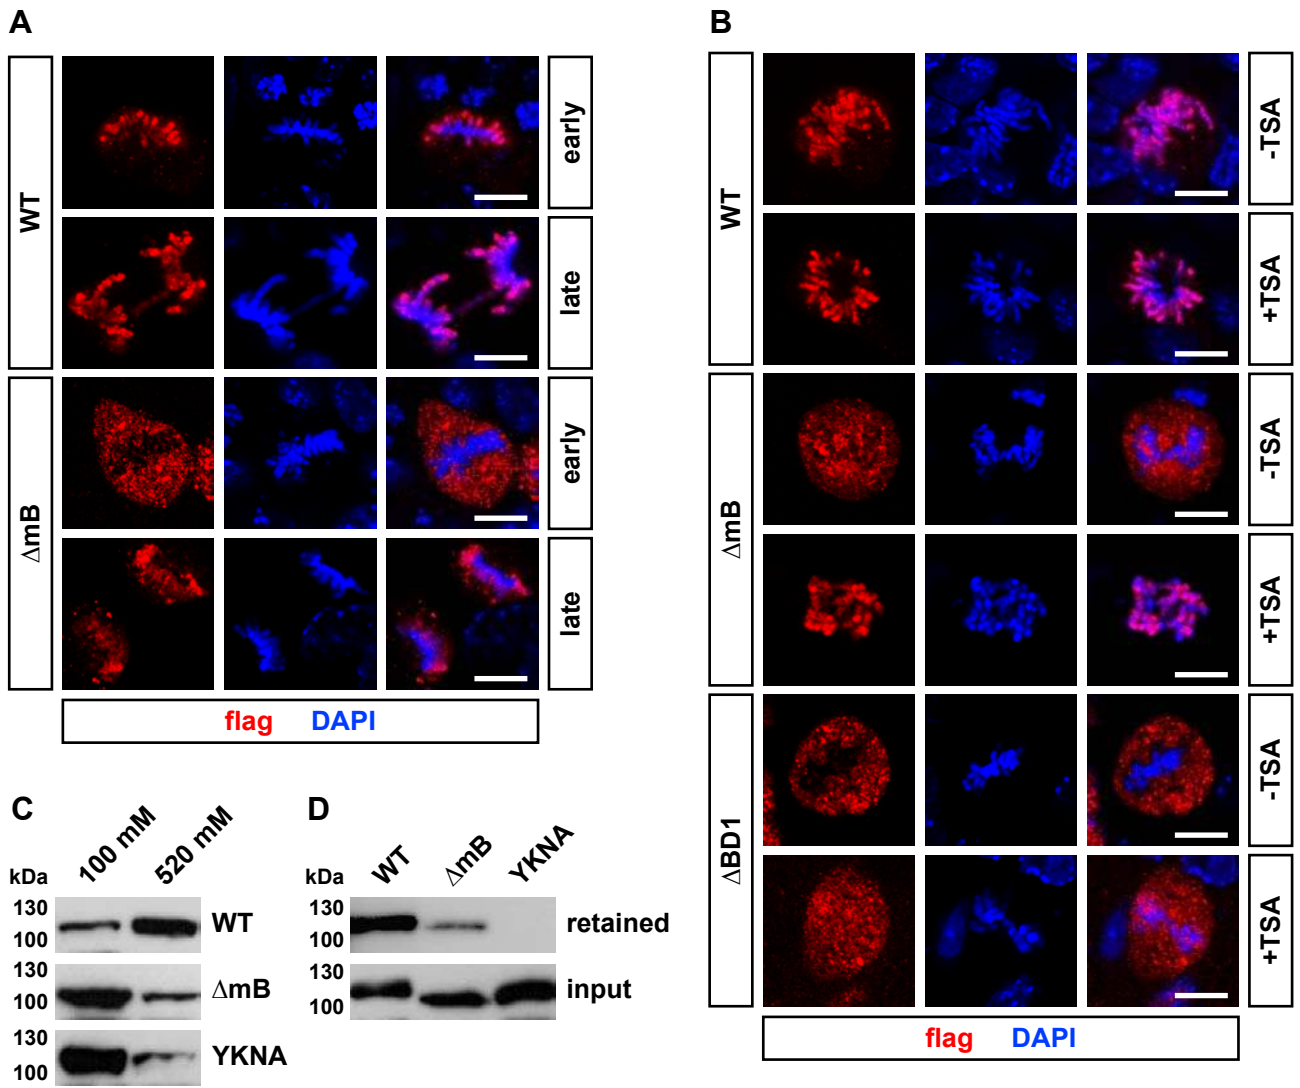 A
WT
early
late
ΔmB
early
late
flag DAPI
B
WT
-TSA
+TSA
ΔmB
-TSA
+TSA
ΔBD1
-TSA
+TSA
flag DAPI
C
kDa 100 mM 520 mM
130
100
WT
130
100
ΔmB
130
100
YKNA
D
kDa WT ΔmB YKNA
130
100
retained
130
100
input